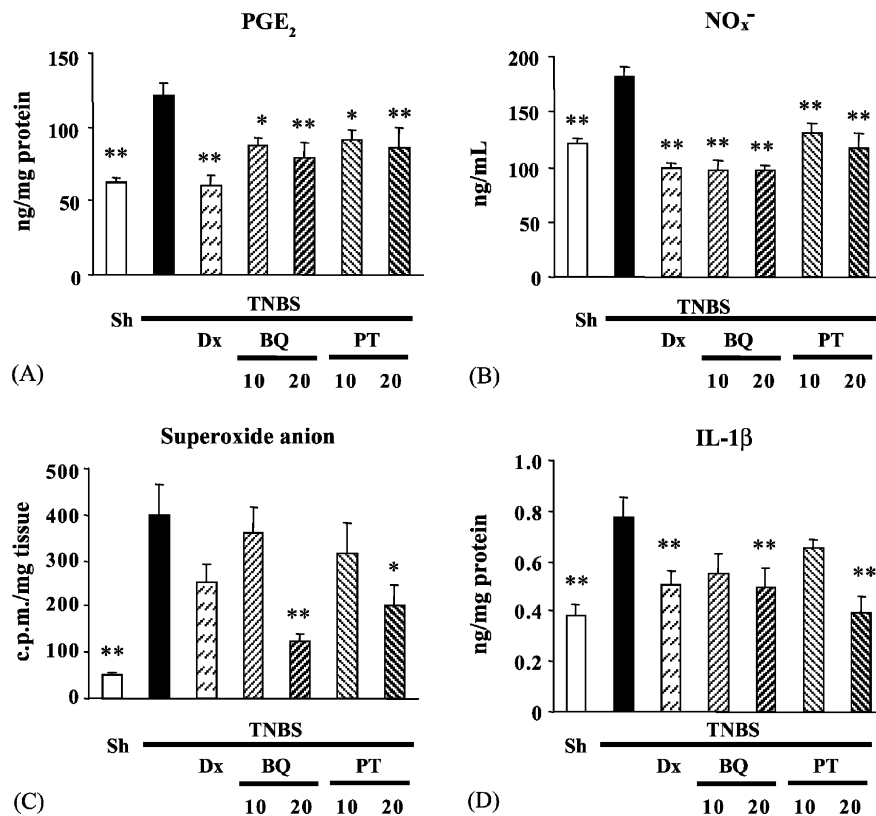 PGE₂
150
100
50
0
ng/mg protein
**
**
*
**
*
**
TNBS
Sh
Dx BQ PT
10 20 10 20
(A)
NOx⁻
200
150
100
50
0
ng/mL
**
**
**
**
**
**
TNBS
Sh
Dx BQ PT
10 20 10 20
(B)
Superoxide anion
500
400
300
200
100
0
c.p.m./mg tissue
**
**
*
TNBS
Sh
Dx BQ PT
10 20 10 20
(C)
IL-1β
1.0
0.8
0.6
0.4
0.2
0
ng/mg protein
**
**
**
**
TNBS
Sh
Dx BQ PT
10 20 10 20
(D)